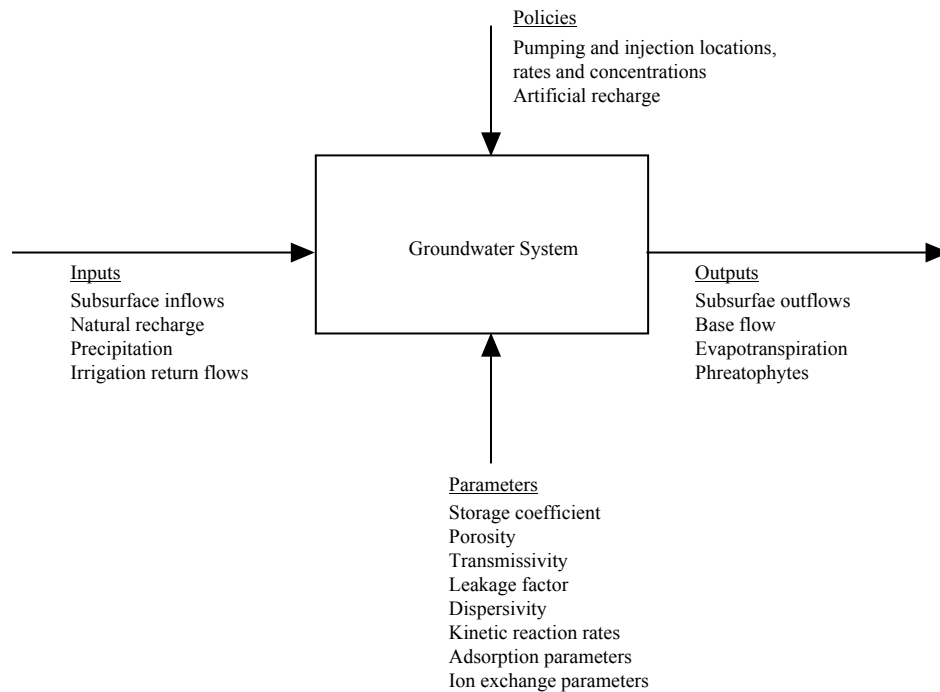 Policies
Pumping and injection locations,
rates and concentrations
Artificial recharge
Groundwater System
Inputs
Subsurface inflows
Natural recharge
Precipitation
Irrigation return flows
Outputs
Subsurfae outflows
Base flow
Evapotranspiration
Phreatophytes
Parameters
Storage coefficient
Porosity
Transmissivity
Leakage factor
Dispersivity
Kinetic reaction rates
Adsorption parameters
Ion exchange parameters